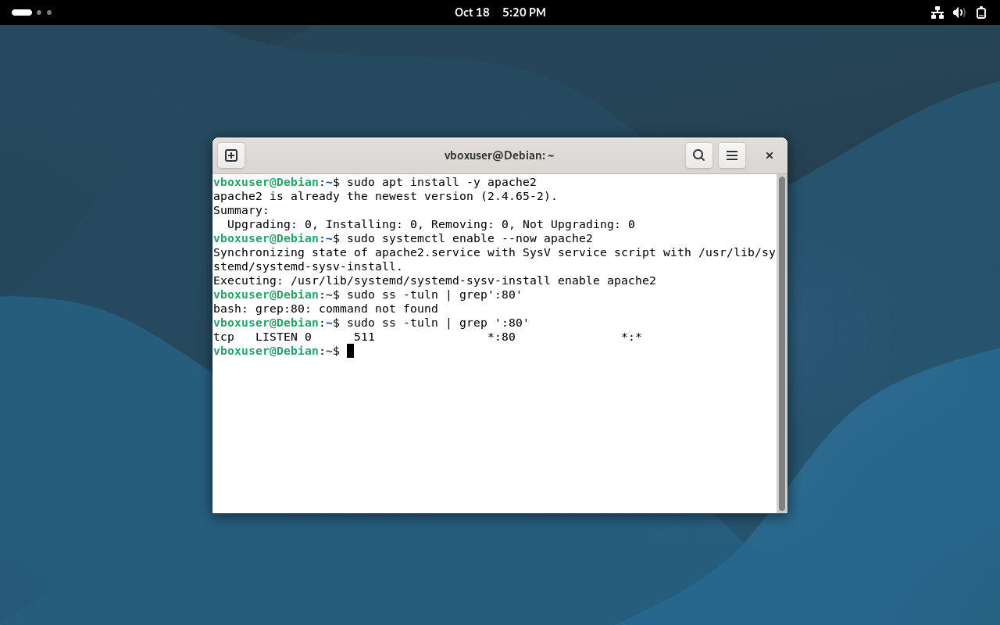 Oct 18 5:20 PM
vboxuser@Debian: ~
vboxuser@Debian:~$ sudo apt install -y apache2
apache2 is already the newest version (2.4.65-2).
Summary:
  Upgrading: 0, Installing: 0, Removing: 0, Not Upgrading: 0
vboxuser@Debian:~$ sudo systemctl enable --now apache2
Synchronizing state of apache2.service with SysV service script with /usr/lib/sy
stemd/systemd-sysv-install.
Executing: /usr/lib/systemd/systemd-sysv-install enable apache2
vboxuser@Debian:~$ sudo ss -tuln | grep':80'
bash: grep:80: command not found
vboxuser@Debian:~$ sudo ss -tuln | grep ':80'
tcp   LISTEN 0      511                *:80               *:*
vboxuser@Debian:~$